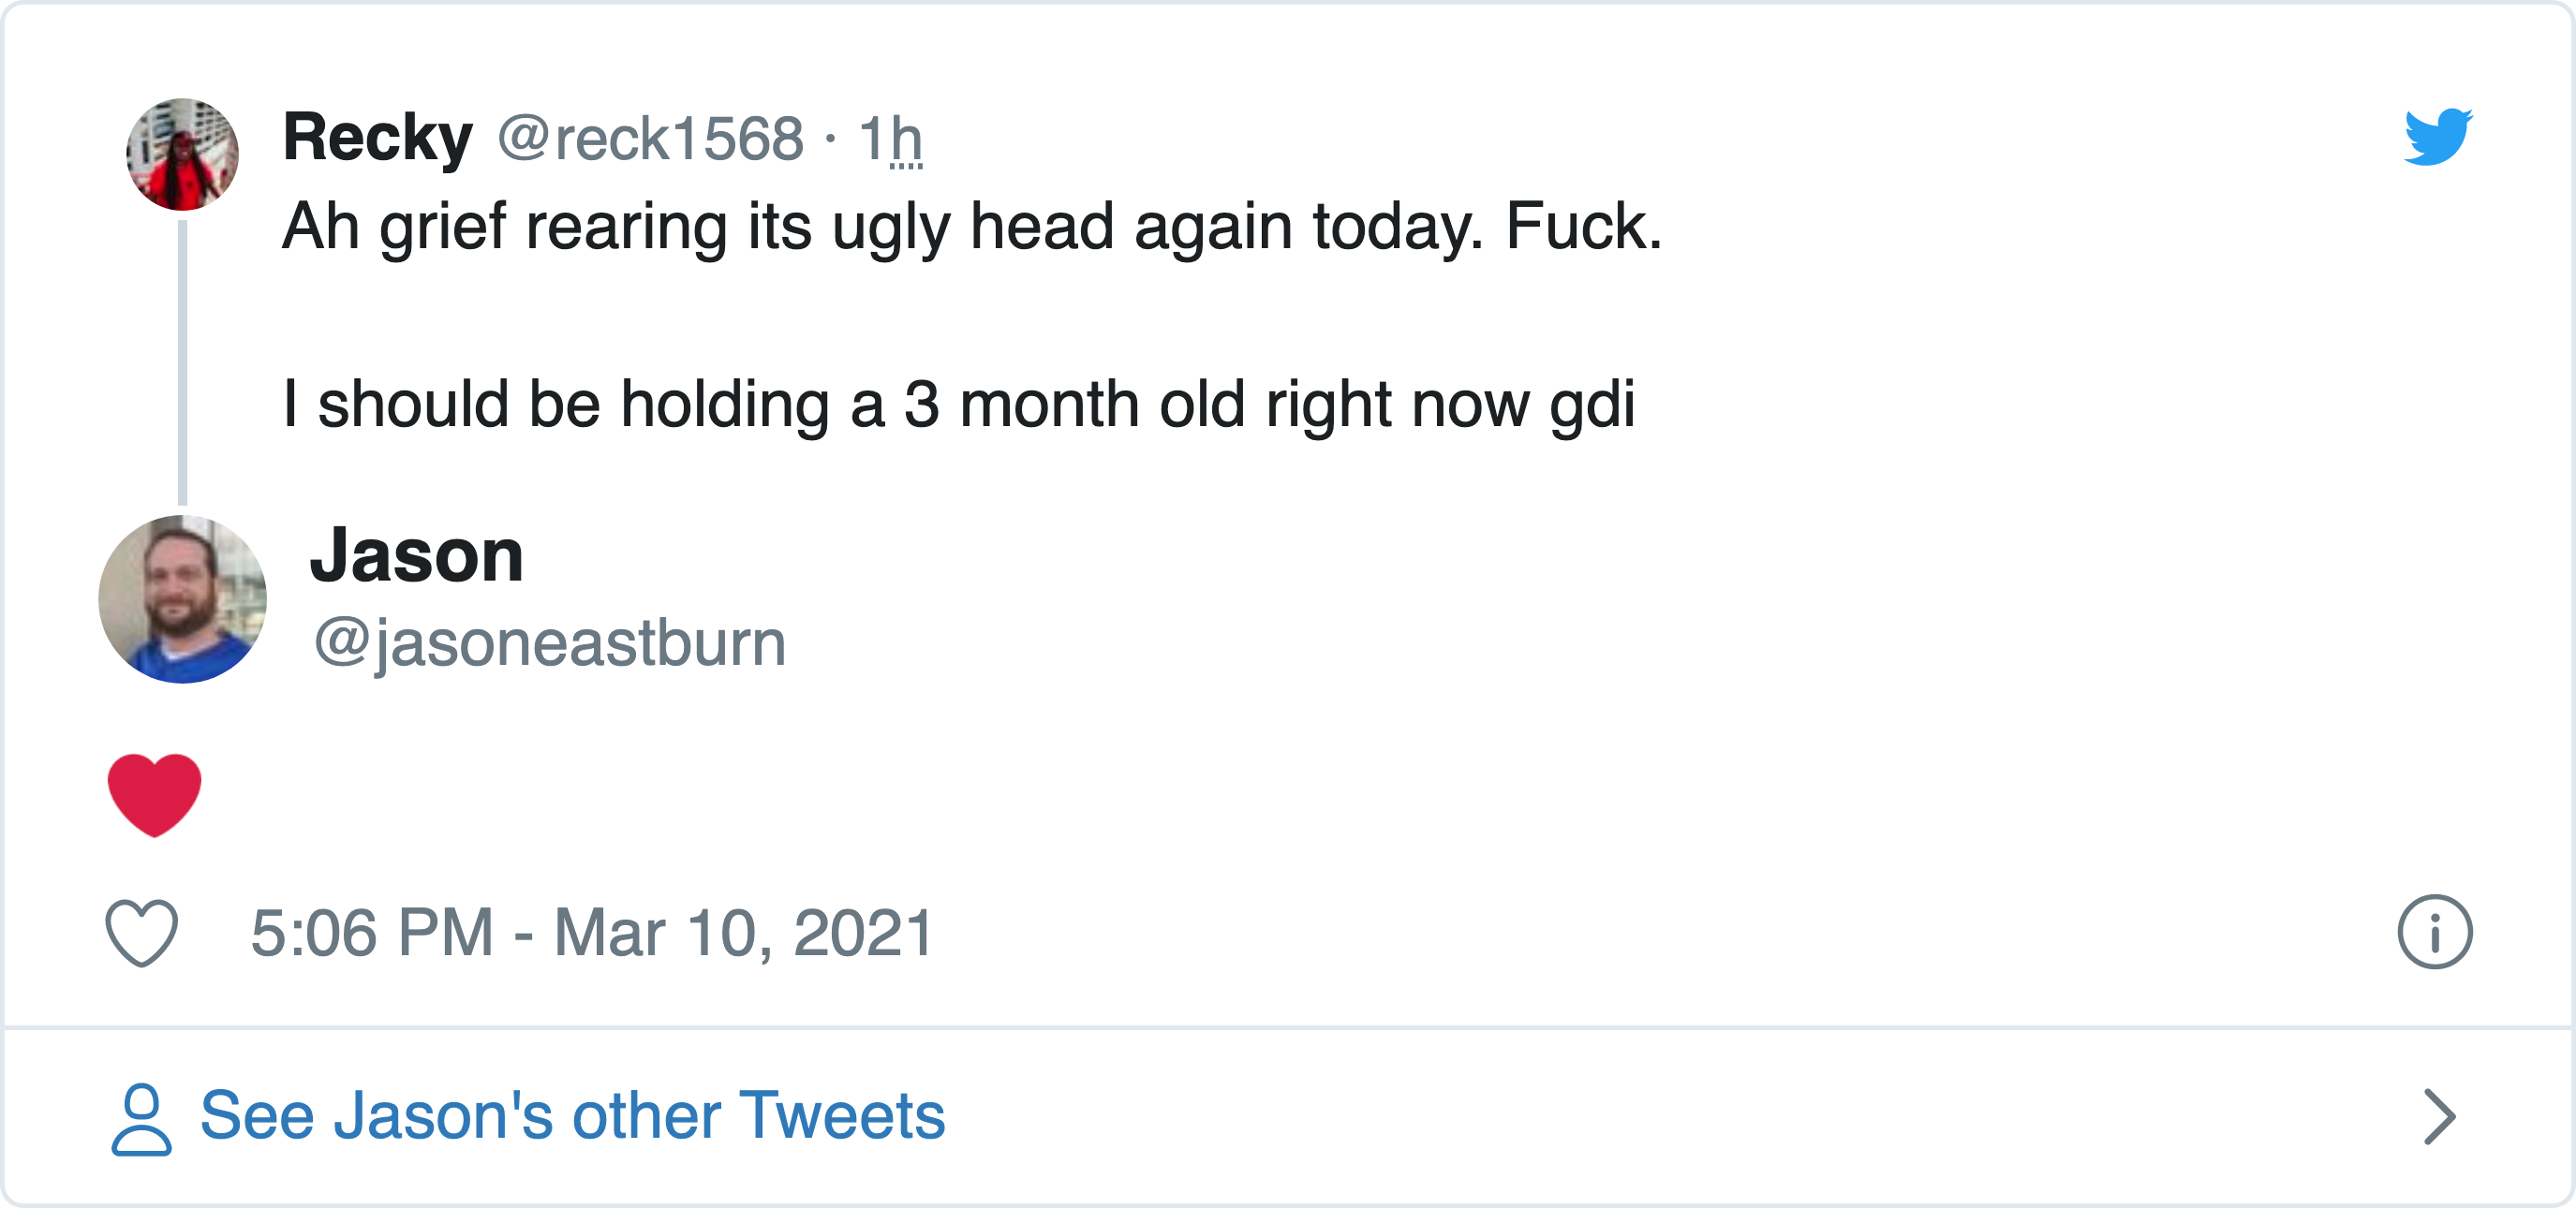 Recky @reck1568 · 1h
Ah grief rearing its ugly head again today. Fuck.
I should be holding a 3 month old right now gdi
Jason
@jasoneastburn
5:06 PM - Mar 10, 2021
See Jason's other Tweets